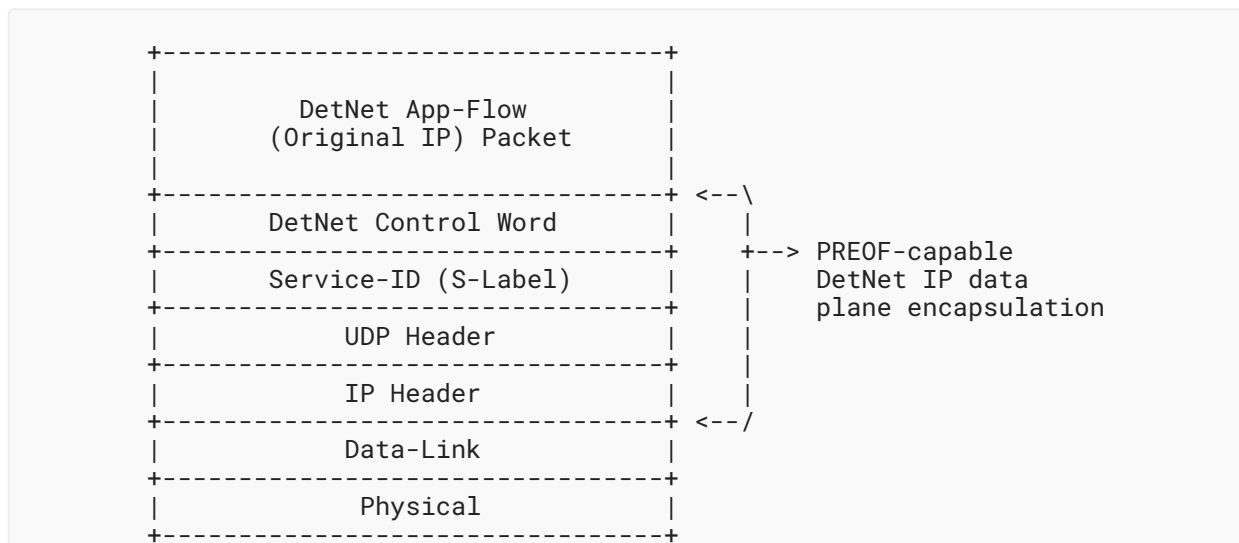 +---------------------------------+
|                                 |
|         DetNet App-Flow         |
|       (Original IP) Packet      |
|                                 |
+---------------------------------+ <--\
|       DetNet Control Word       |    |
+---------------------------------+    +--> PREOF-capable
|       Service-ID (S-Label)      |    |    DetNet IP data
+---------------------------------+    |    plane encapsulation
|            UDP Header           |    |
+---------------------------------+    |
|            IP Header            |    |
+---------------------------------+ <--/
|            Data-Link            |
+---------------------------------+
|             Physical            |
+---------------------------------+